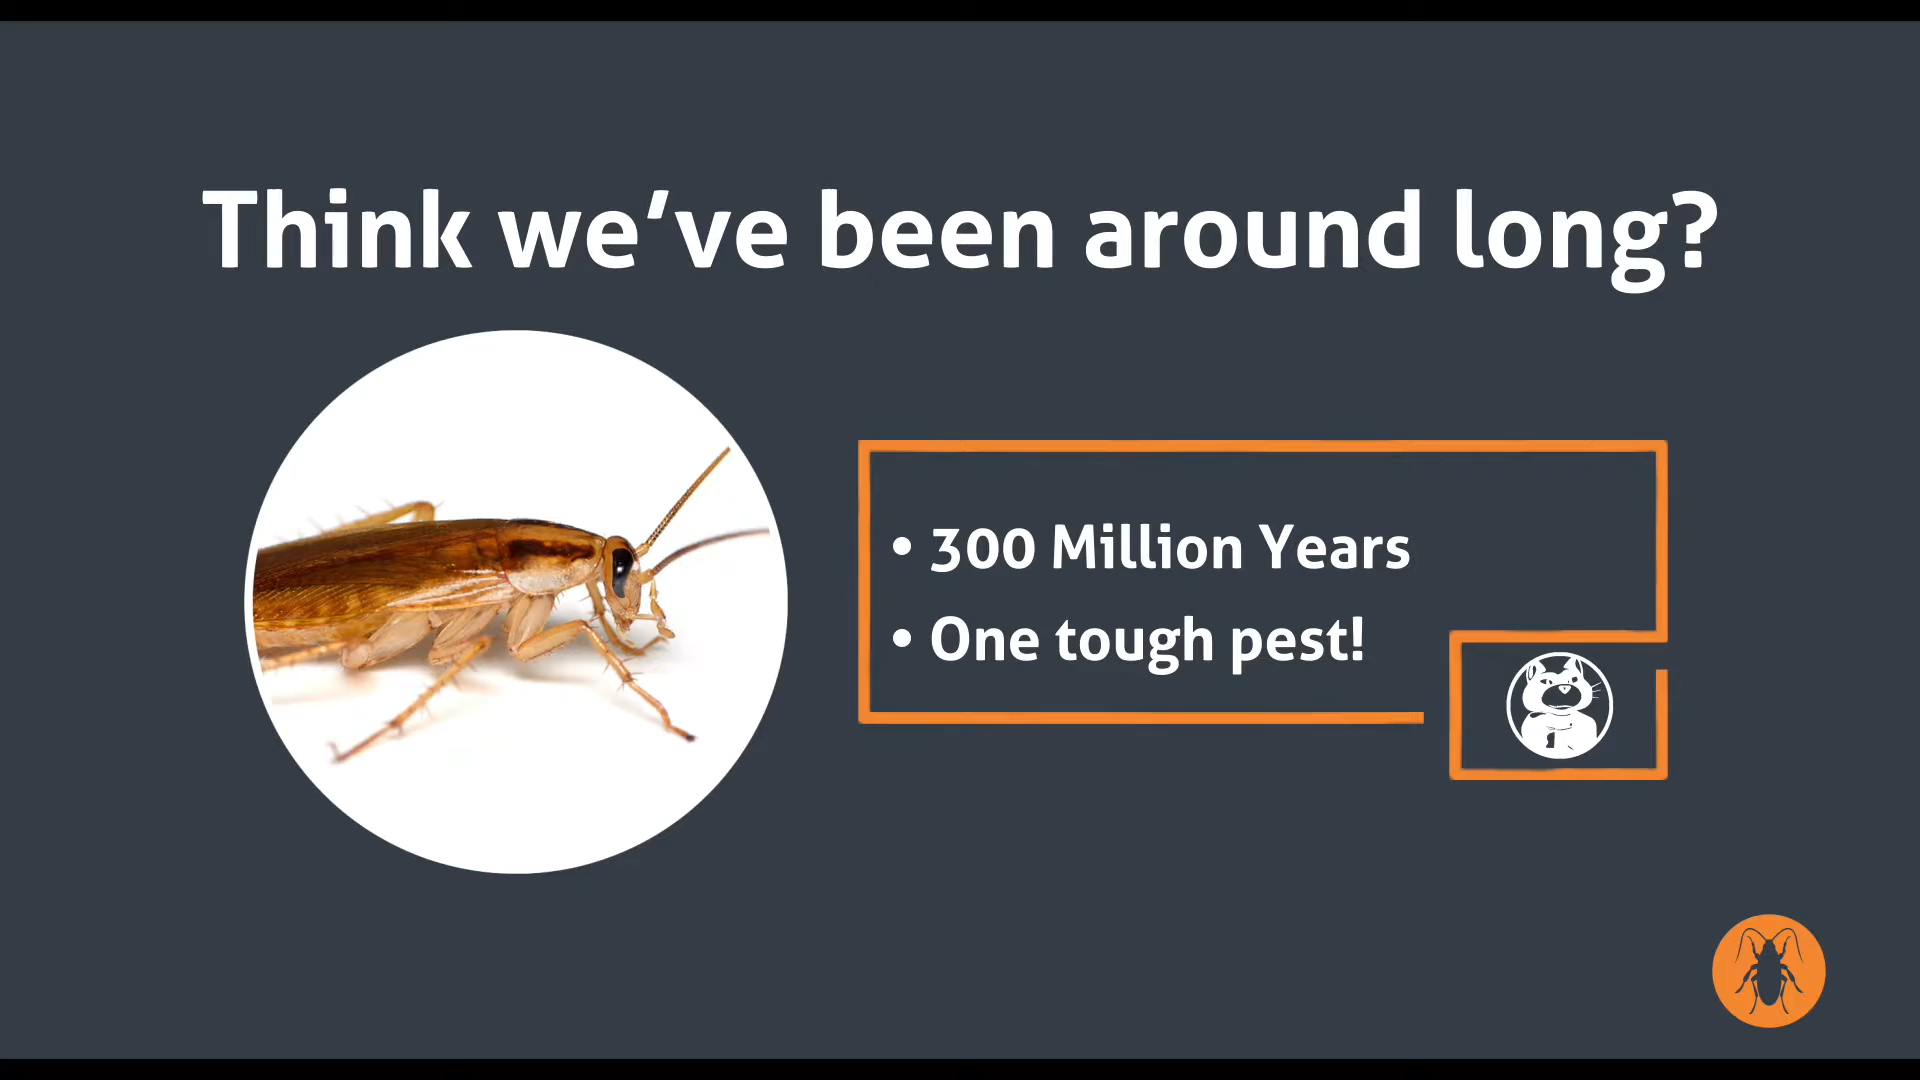 Think we've been around long?
• 300 Million Years
• One tough pest!